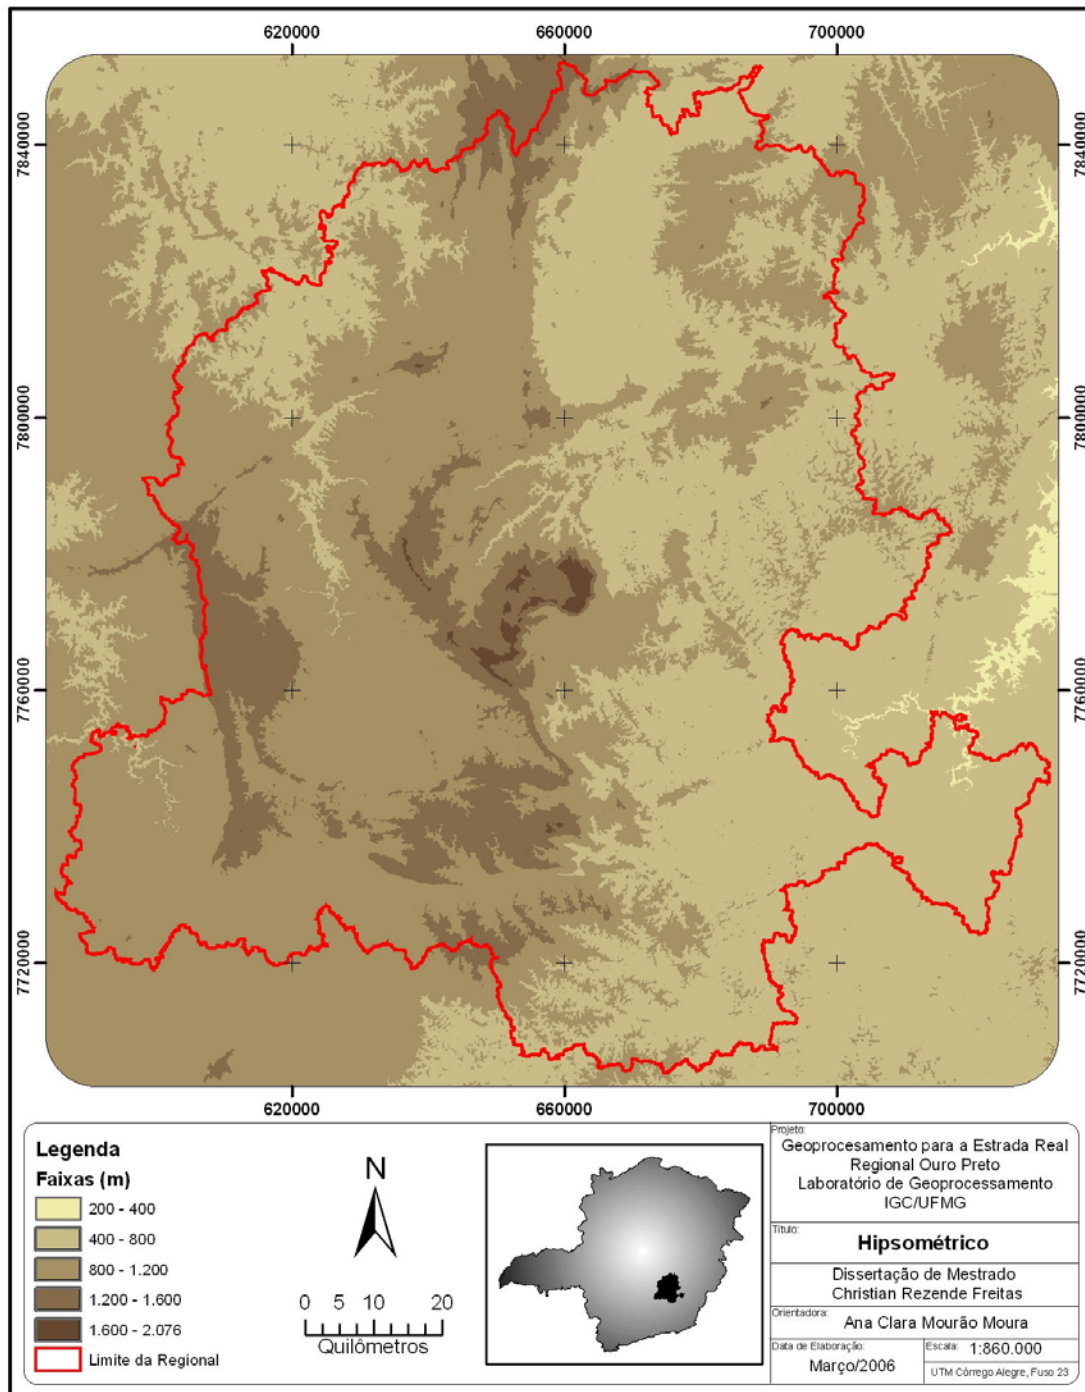 620000
660000
700000
7840000
7840000
7800000
7800000
7760000
7760000
7720000
7720000
620000
660000
700000
Legenda
Faixas (m)
200 - 400
400 - 800
800 - 1.200
1.200 - 1.600
1.600 - 2.076
Limite da Regional
N
0 5 10 20
Quilômetros
Projeto:
Geoprocesamento para a Estrada Real
Regional Ouro Preto
Laboratório de Geoprocessamento
IGC/UFMG
Título:
Hipsométrico
Dissertação de Mestrado
Christian Rezende Freitas
Orientadora:
Ana Clara Mourão Moura
Data de Elaboração:
Março/2006
Escala:
1:860.000
UTM Córrego Alegre, Fuso 23